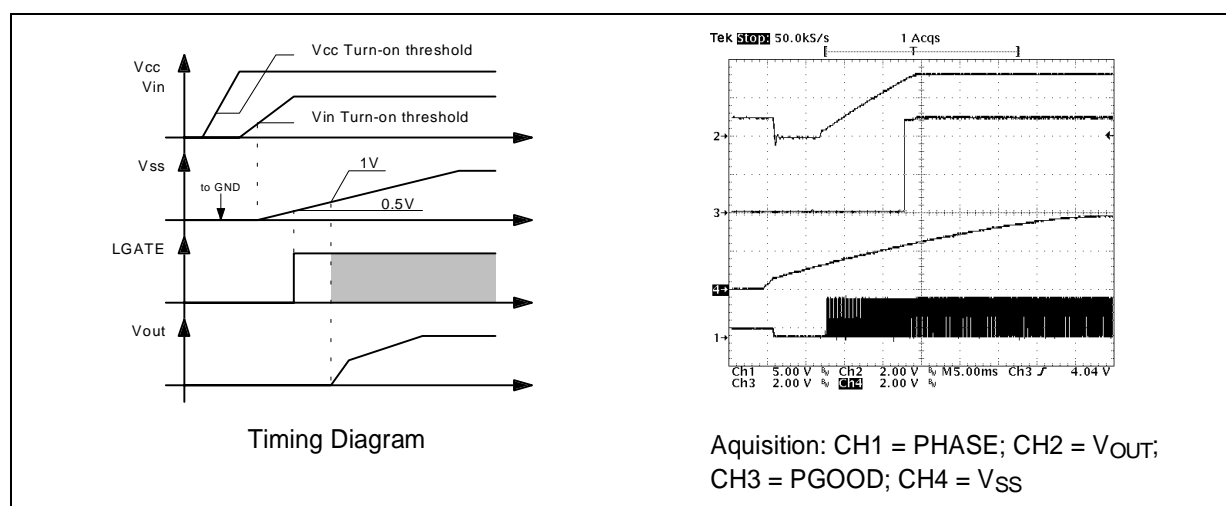 Vcc Turn-on threshold
Vcc
Vin
Vin Turn-on threshold
Vss
to GND
1V
0.5V
LGATE
Vout
Timing Diagram
Tek Stop: 50.0kS/s 1 Acqs
T
2
3
4
1
Ch1 5.00 V Ch2 2.00 V M5.00ms Ch3 4.04 V
Ch3 2.00 V Ch4 2.00 V
Aquisition: CH1 = PHASE; CH2 = VOUT;
CH3 = PGOOD; CH4 = VSS